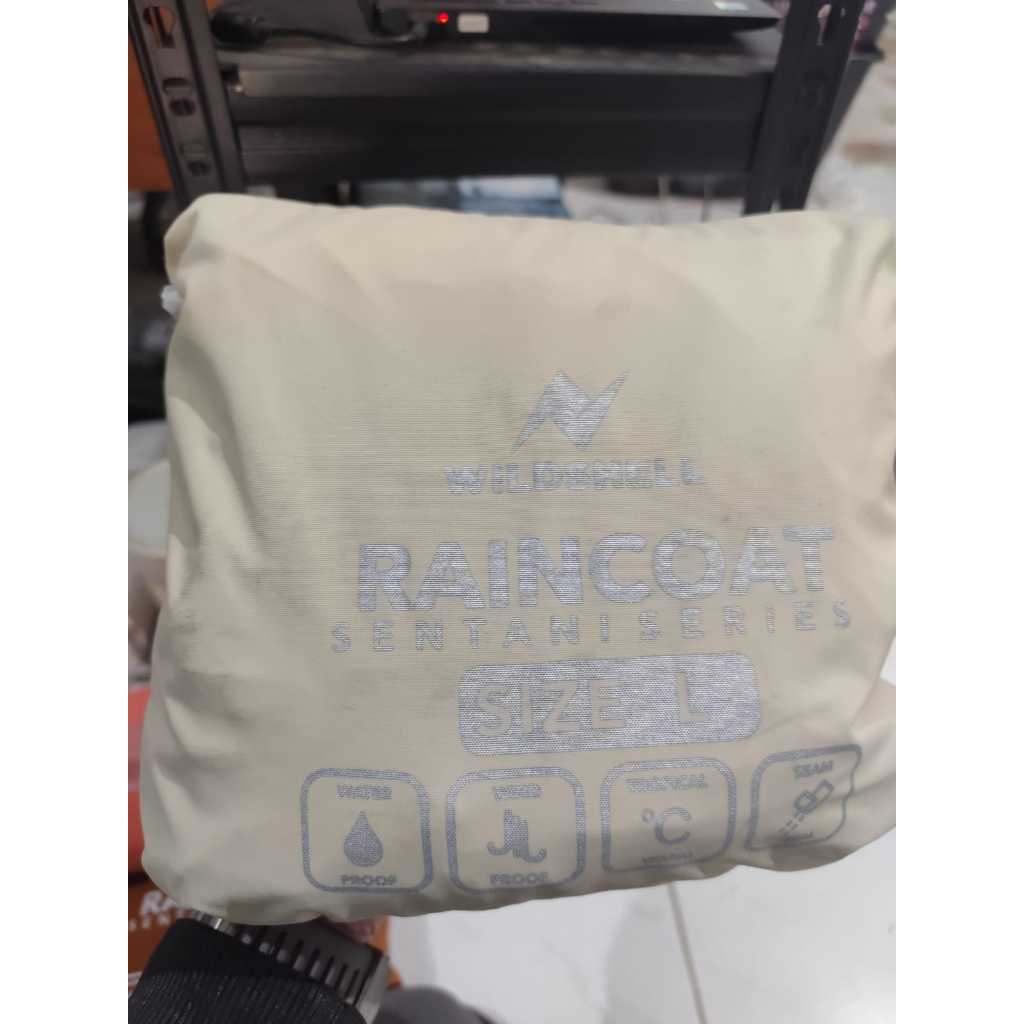 WILDSHELL
RAINCOAT
SENTANI SERIES
SIZE L
WATER
PROOF
WIND
PROOF
TROPICAL
°C
SEAM